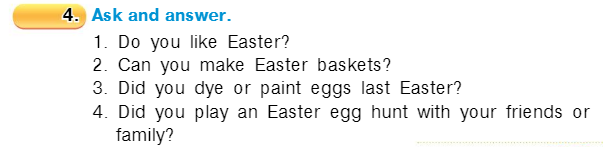 4. Ask and answer.
1. Do you like Easter?
2. Can you make Easter baskets?
3. Did you dye or paint eggs last Easter?
4. Did you play an Easter egg hunt with your friends or
family?